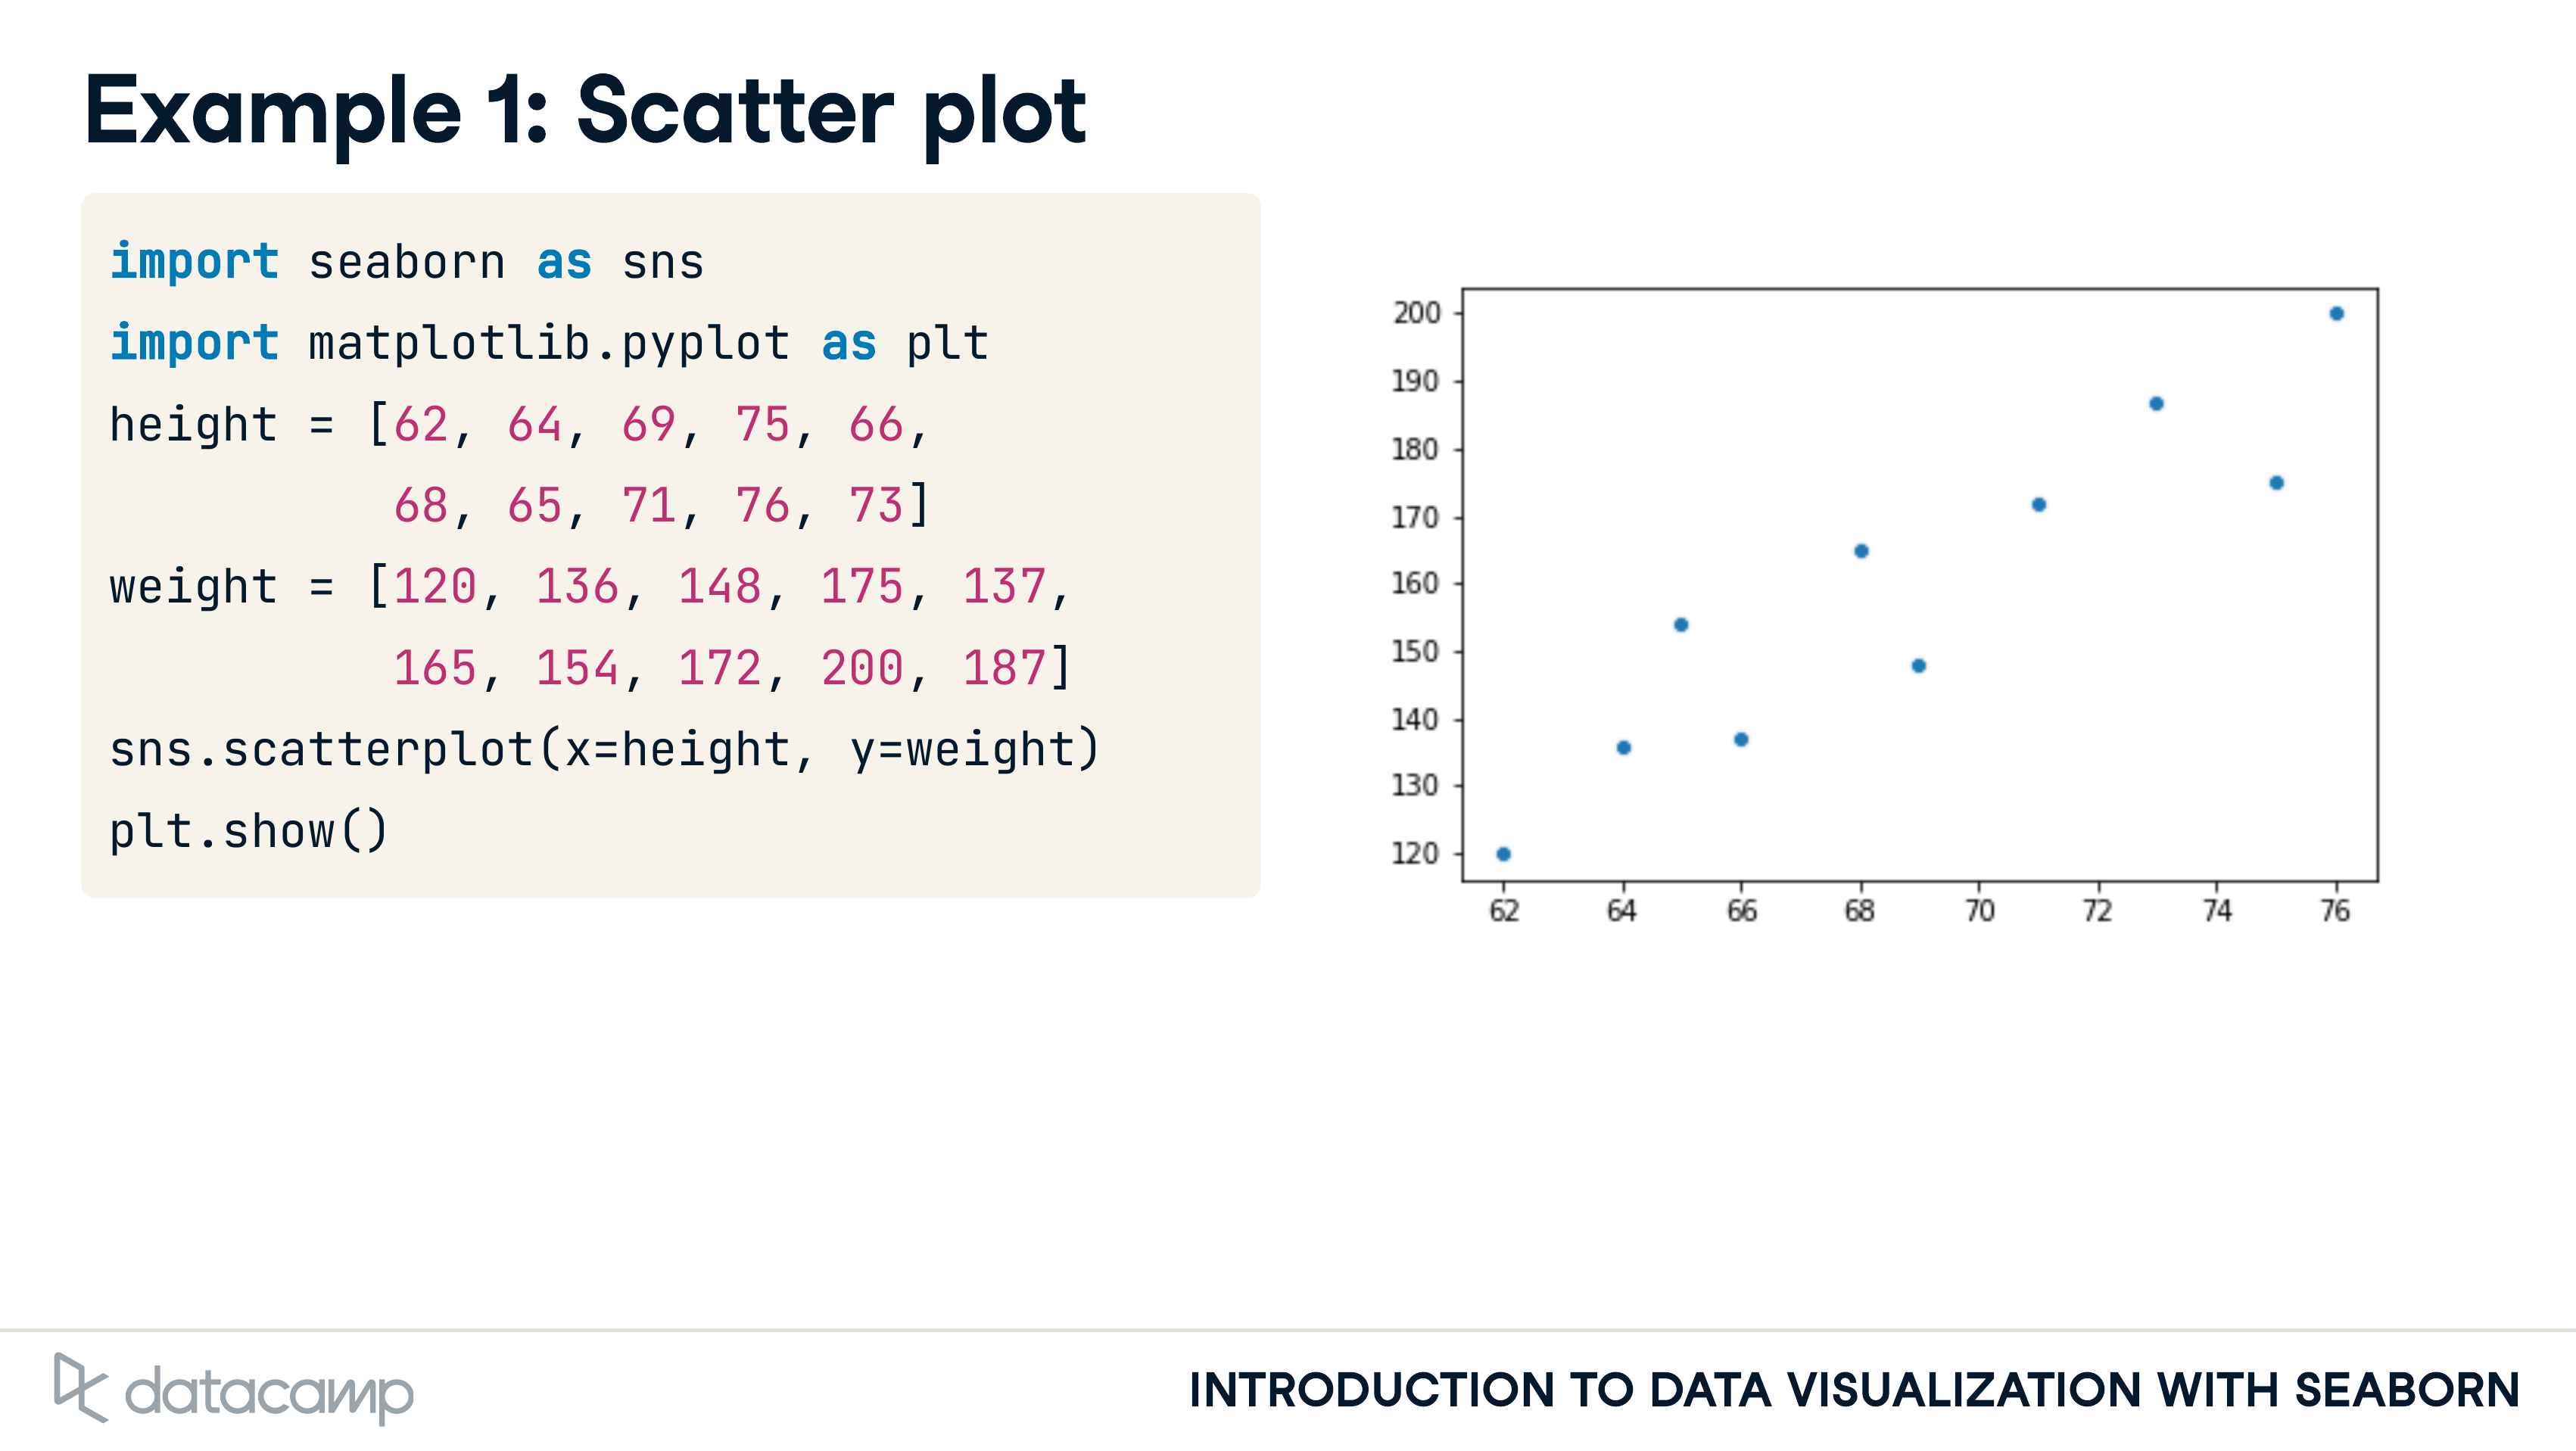 Example 1: Scatter plot
import seaborn as sns
import matplotlib.pyplot as plt
height = [62, 64, 69, 75, 66,
68, 65, 71, 76, 73]
weight = [120, 136, 148, 175, 137,
165, 154, 172, 200, 187]
sns.scatterplot(x=height, y=weight)
plt.show()
200
190
180
170
160
150
140
130
120
62 64 66 68 70 72 74 76
datacamp
INTRODUCTION TO DATA VISUALIZATION WITH SEABORN